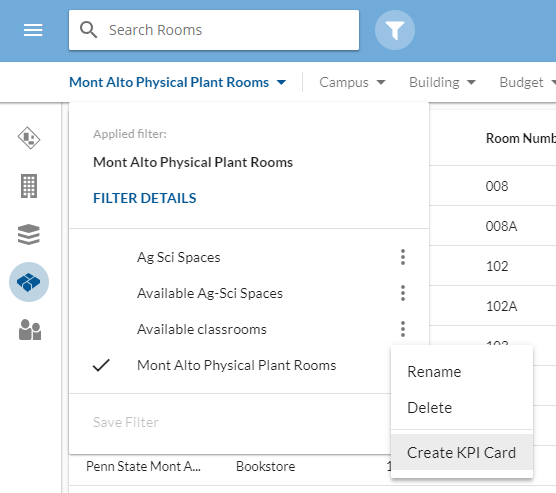 Search Rooms
Mont Alto Physical Plant Rooms Campus Building Budget
Applied filter:
Mont Alto Physical Plant Rooms
FILTER DETAILS
Ag Sci Spaces
Available Ag-Sci Spaces
Available classrooms
Mont Alto Physical Plant Rooms
Save Filter
Room Numb
008
008A
102
102A
Rename
Delete
Create KPI Card
Penn State Mont A... Bookstore